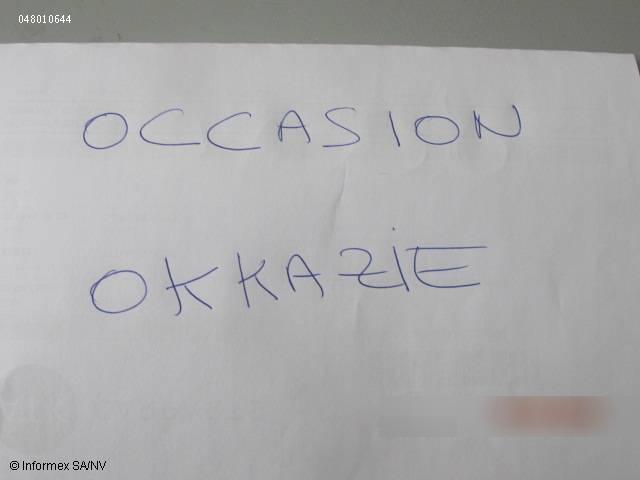 048010644
OCCASION
OKKAZiE
© Informex SA/NV